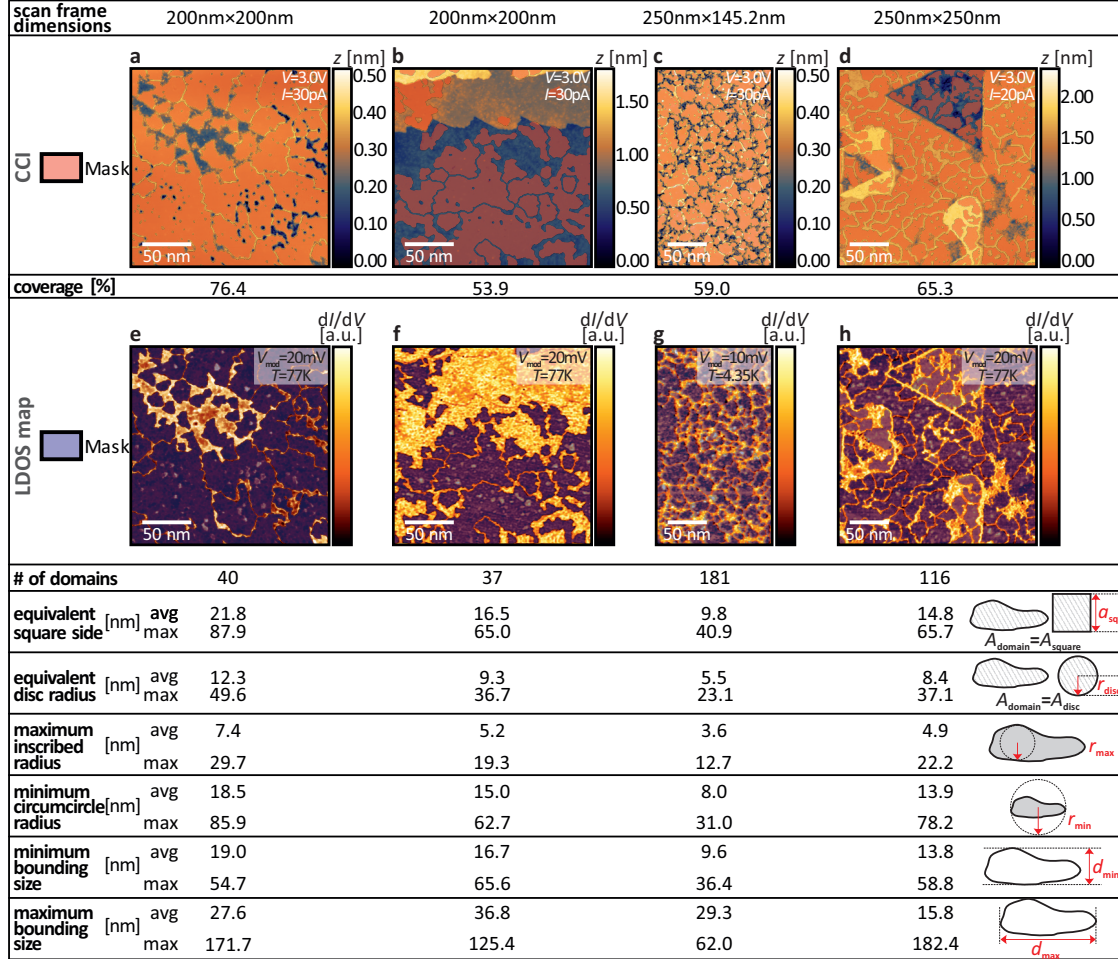 scan frame dimensions 200nm×200nm 200nm×200nm 250nm×145.2nm 250nm×250nm
a z [nm] b z [nm] c z [nm] d z [nm]
V=3.0V I=30pA 0.50 0.40 0.30 0.20 0.10 0.00 50 nm
V=3.0V I=30pA 1.50 1.00 0.50 0.00 50 nm
V=3.0V I=30pA 0.50 0.40 0.30 0.20 0.10 0.00 50 nm
V=3.0V I=20pA 2.00 1.50 1.00 0.50 0.00 50 nm
CCI Mask
coverage [%] 76.4 53.9 59.0 65.3
e dI/dV [a.u.] f dI/dV [a.u.] g dI/dV [a.u.] h dI/dV [a.u.]
Vmod=20mV T=77K 50 nm
Vmod=20mV T=77K 50 nm
Vmod=10mV T=4.35K 50 nm
Vmod=20mV T=77K 50 nm
LDOS map Mask
# of domains 40 37 181 116
equivalent square side [nm] avg 21.8 16.5 9.8 14.8
max 87.9 65.0 40.9 65.7
asq
Adomain=Asquare
equivalent disc radius [nm] avg 12.3 9.3 5.5 8.4
max 49.6 36.7 23.1 37.1
rdisc
Adomain=Adisc
maximum inscribed radius [nm] avg 7.4 5.2 3.6 4.9
max 29.7 19.3 12.7 22.2
rmax
minimum circumcircle radius [nm] avg 18.5 15.0 8.0 13.9
max 85.9 62.7 31.0 78.2
rmin
minimum bounding size [nm] avg 19.0 16.7 9.6 13.8
max 54.7 65.6 36.4 58.8
dmin
maximum bounding size [nm] avg 27.6 36.8 29.3 15.8
max 171.7 125.4 62.0 182.4
dmax